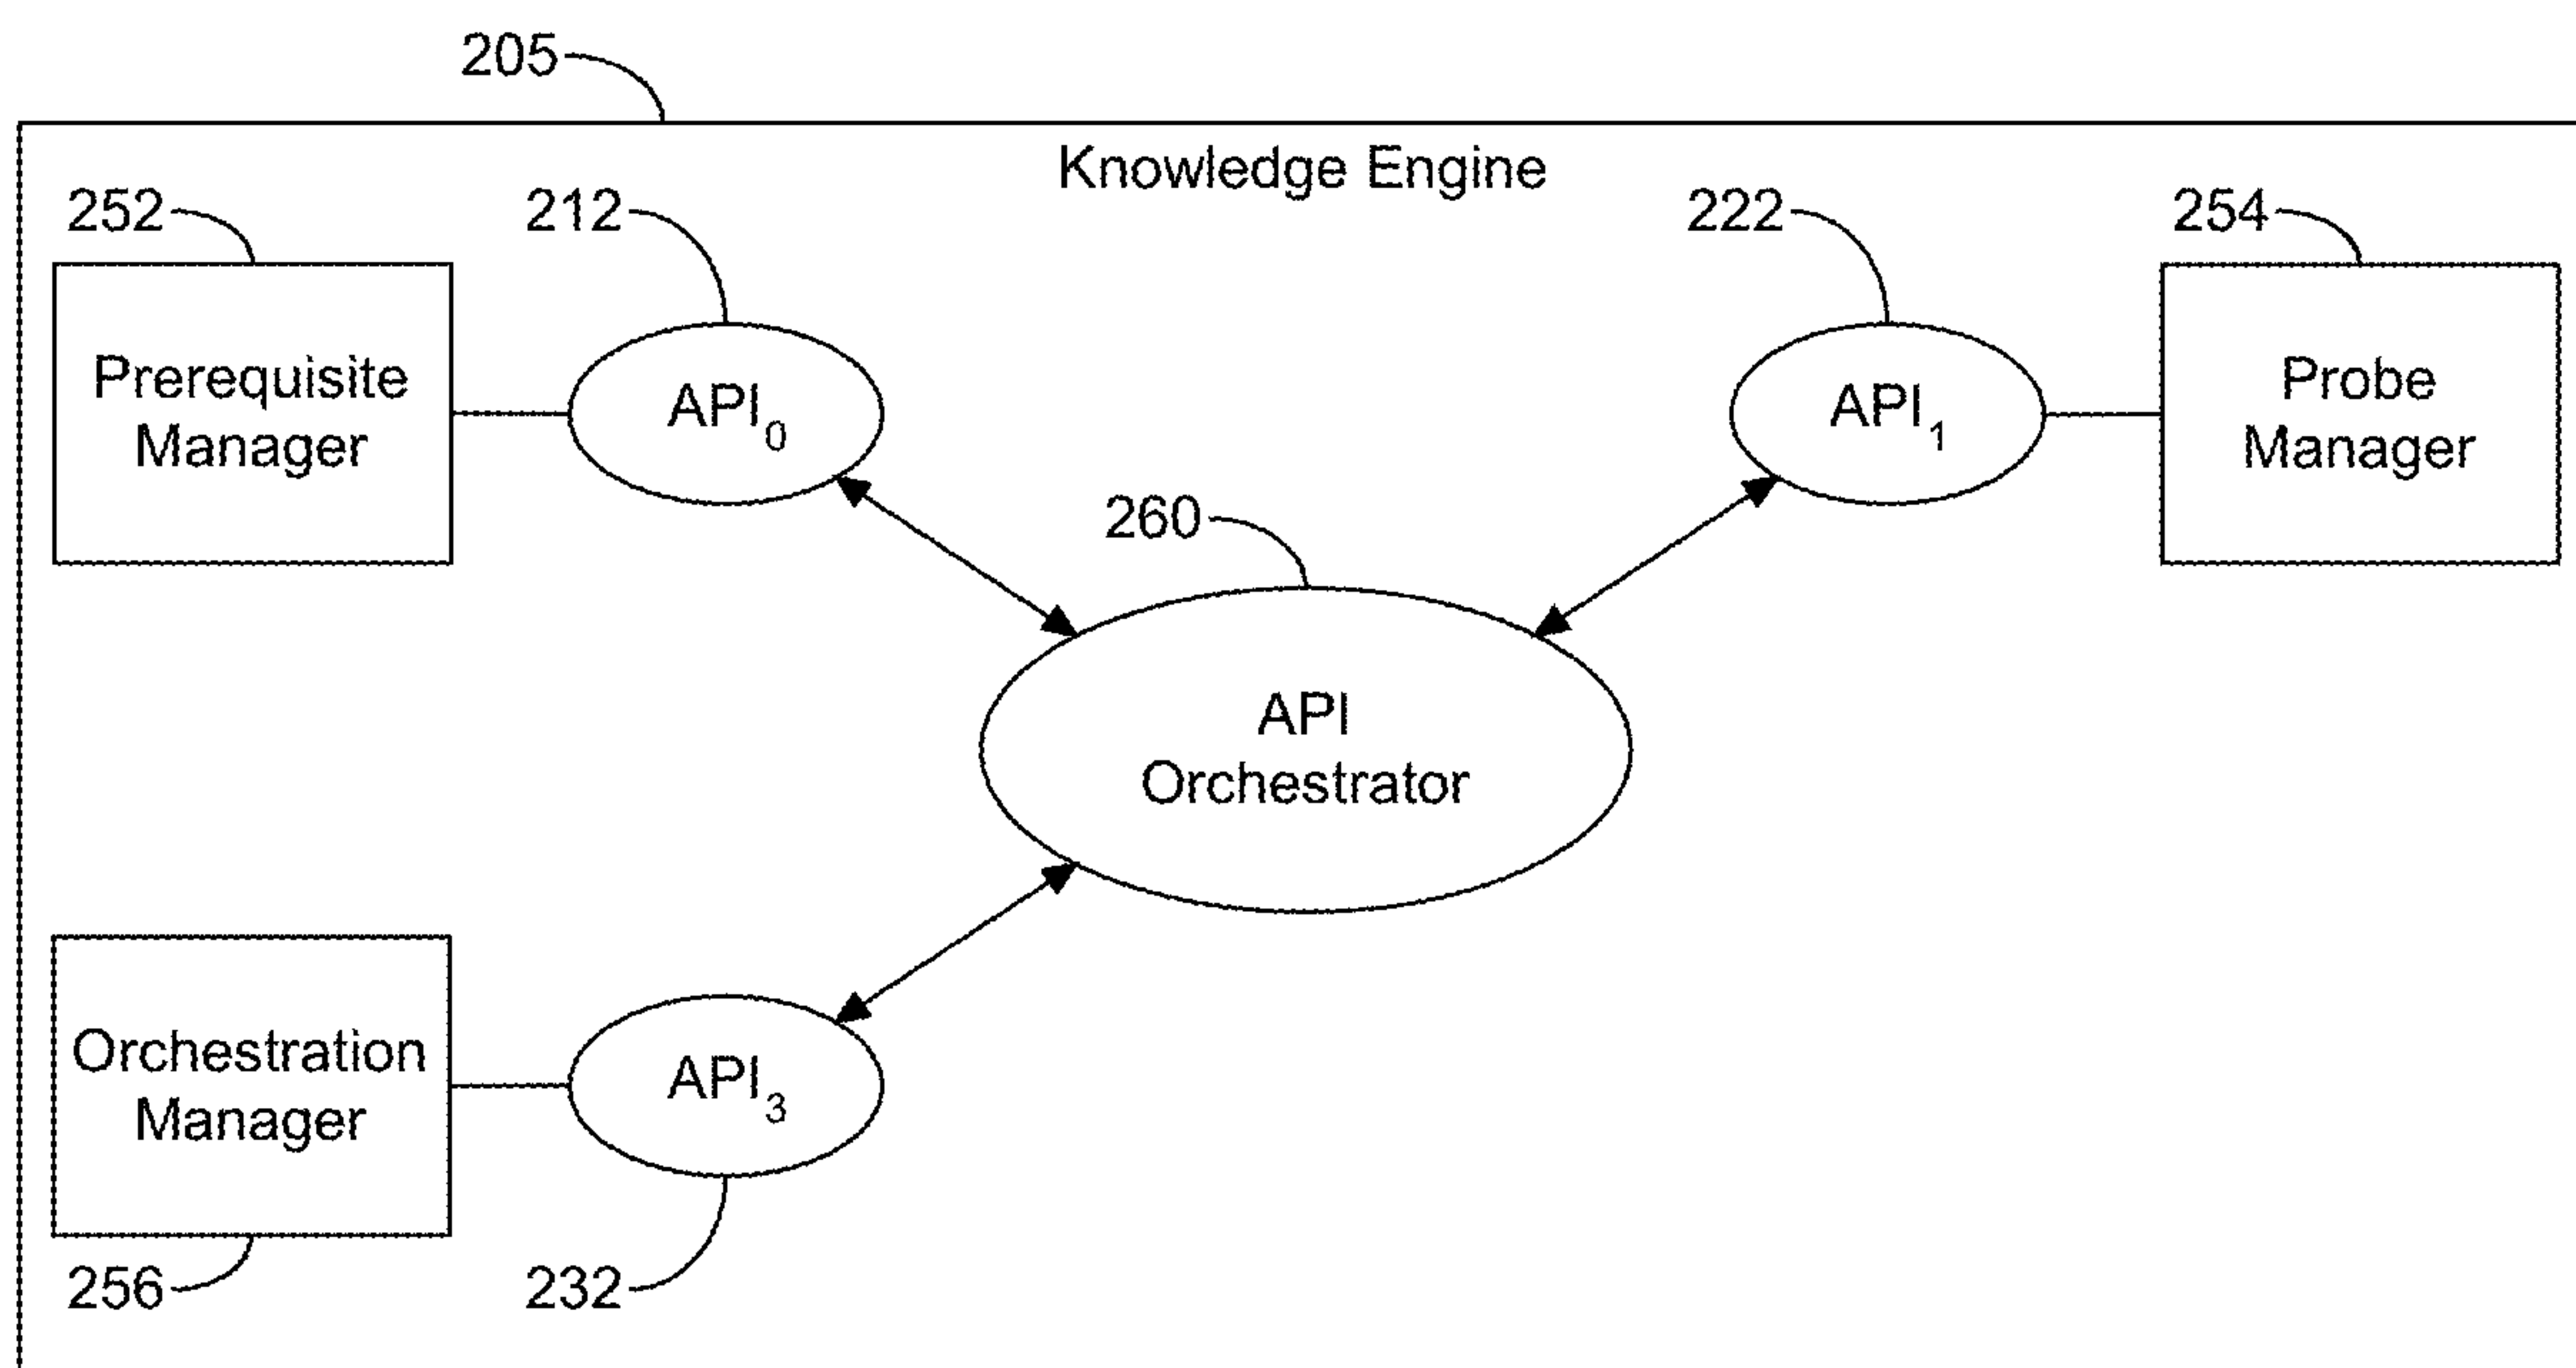 205
Knowledge Engine
252
212
222
254
Prerequisite
Manager
API₀
API₁
Probe
Manager
260
API
Orchestrator
Orchestration
Manager
API₃
256
232